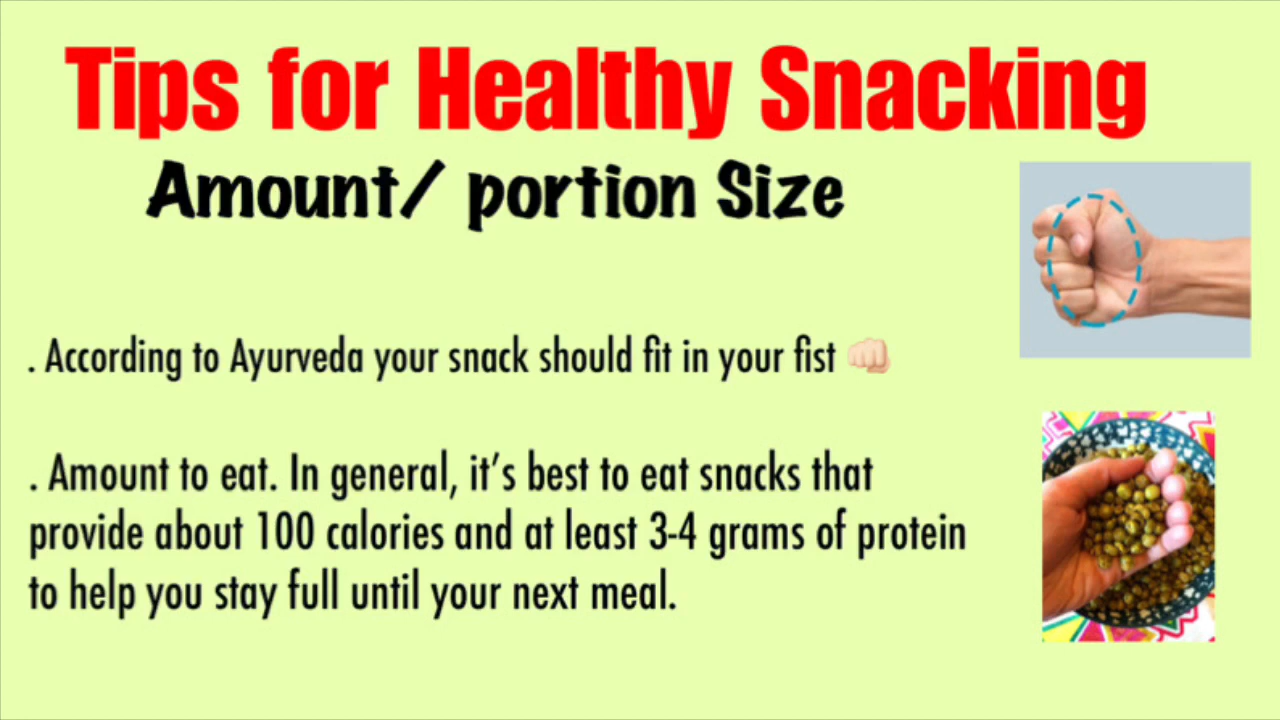 Tips for Healthy Snacking
Amount/ portion Size
. According to Ayurveda your snack should fit in your fist 👊🏻
. Amount to eat. In general, it’s best to eat snacks that
provide about 100 calories and at least 3-4 grams of protein
to help you stay full until your next meal.